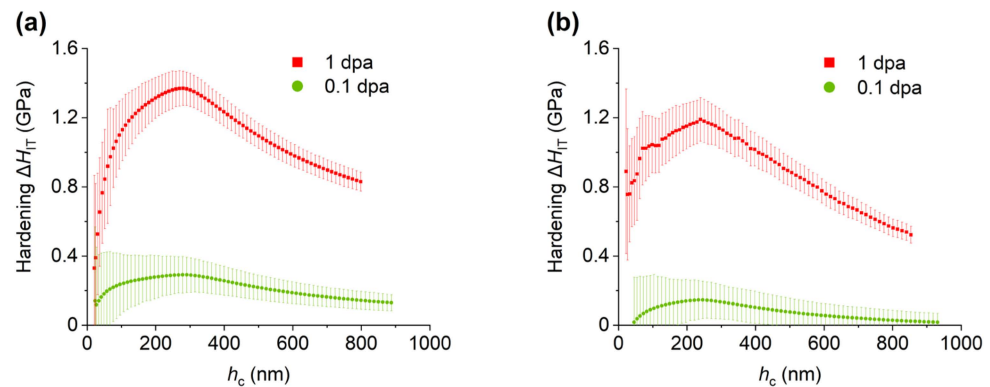 (a)
1.6
1.2
0.8
0.4
0
Hardening ΔH_IT (GPa)
1 dpa
0.1 dpa
0 200 400 600 800 1000
h_c (nm)
(b)
1.6
1.2
0.8
0.4
0
Hardening ΔH_IT (GPa)
1 dpa
0.1 dpa
0 200 400 600 800 1000
h_c (nm)